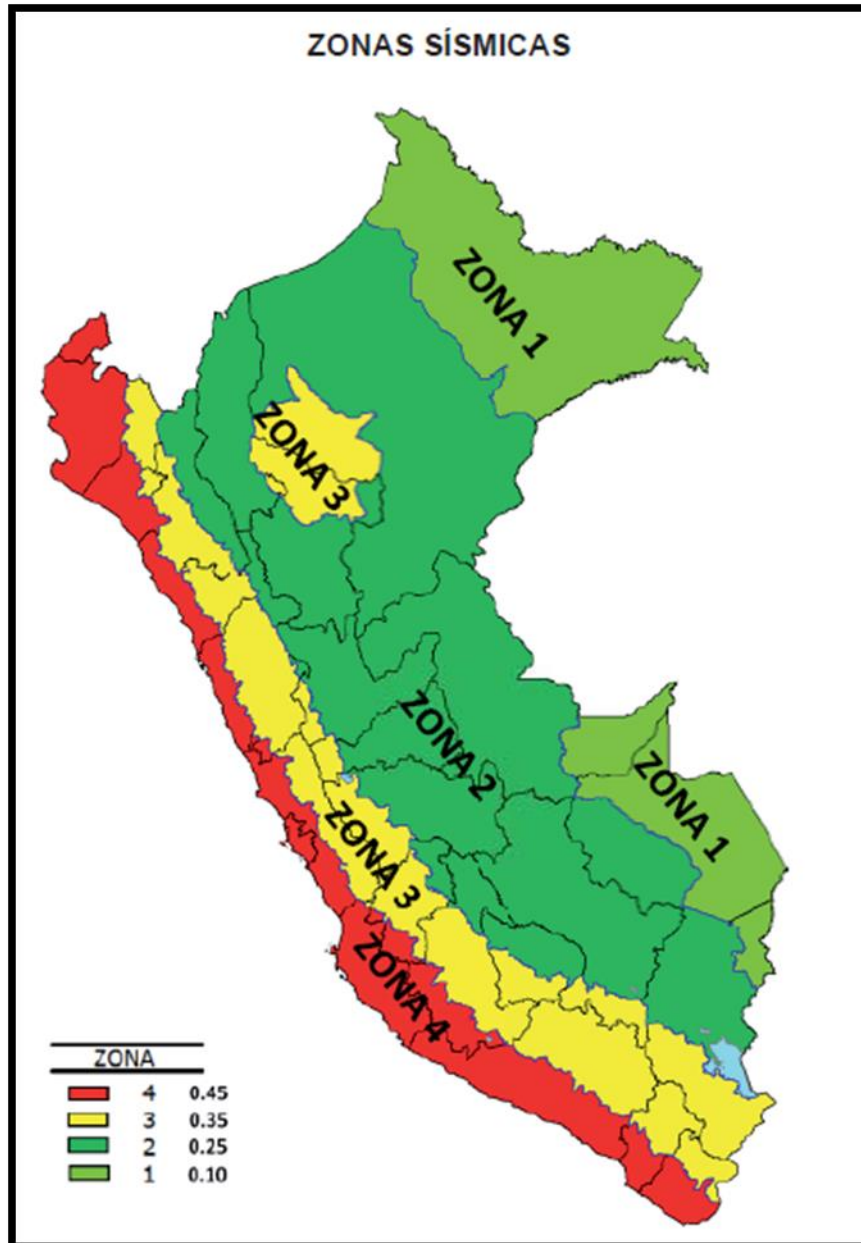 ZONAS SÍSMICAS
ZONA 1
ZONA 3
ZONA 2
ZONA 1
ZONA 3
ZONA 4
ZONA
4 0.45
3 0.35
2 0.25
1 0.10